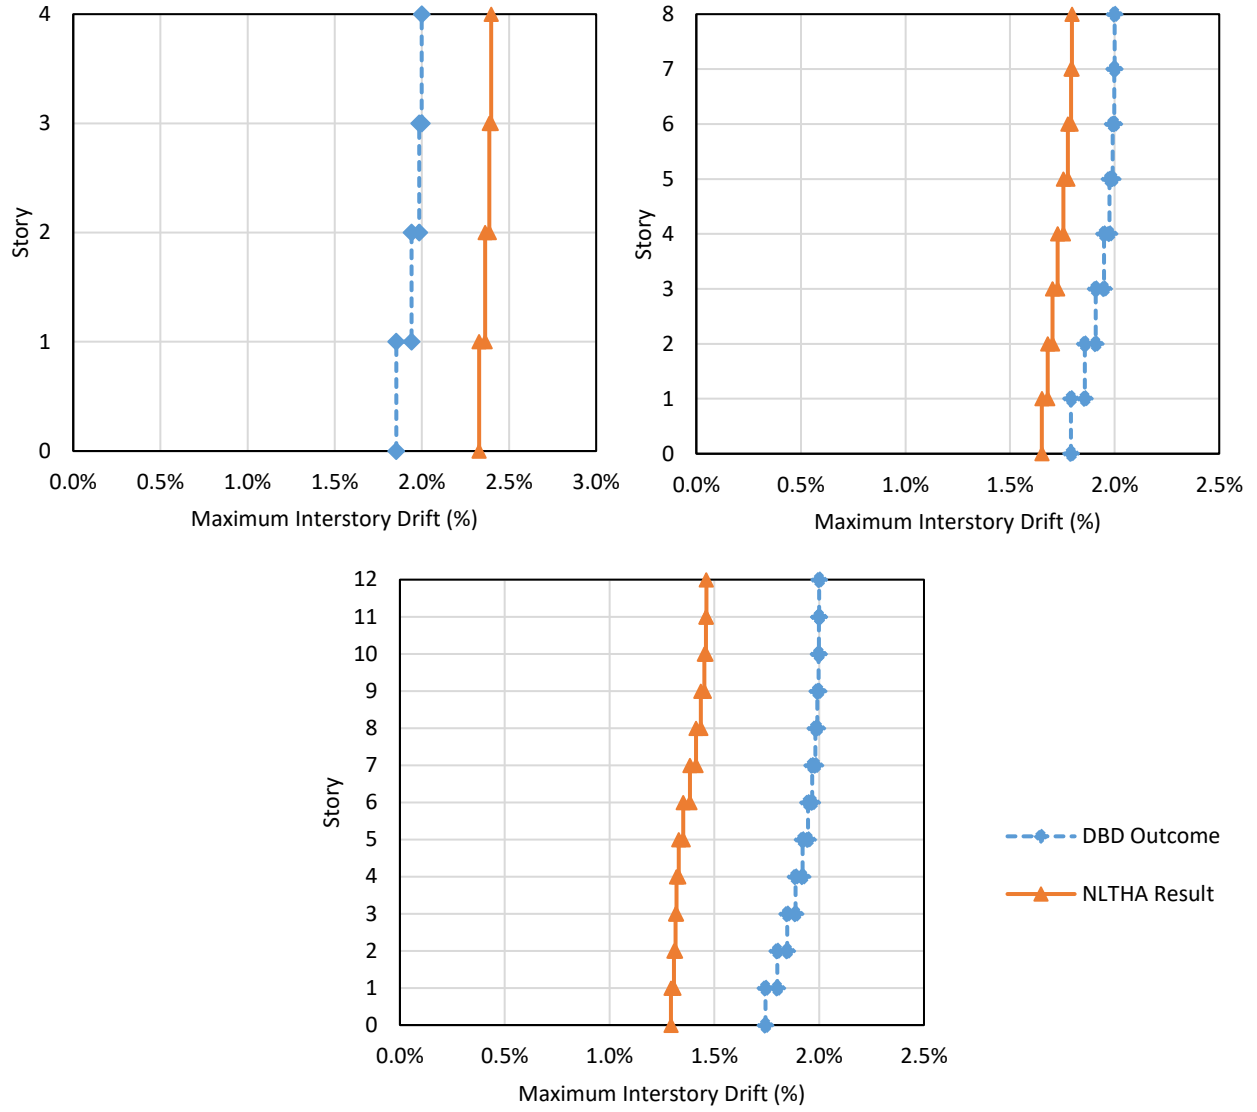 4
3
2
1
0
Story
0.0% 0.5% 1.0% 1.5% 2.0% 2.5% 3.0%
Maximum Interstory Drift (%)
8
7
6
5
4
3
2
1
0
Story
0.0% 0.5% 1.0% 1.5% 2.0% 2.5%
Maximum Interstory Drift (%)
12
11
10
9
8
7
6
5
4
3
2
1
0
Story
0.0% 0.5% 1.0% 1.5% 2.0% 2.5%
Maximum Interstory Drift (%)
DBD Outcome
NLTHA Result